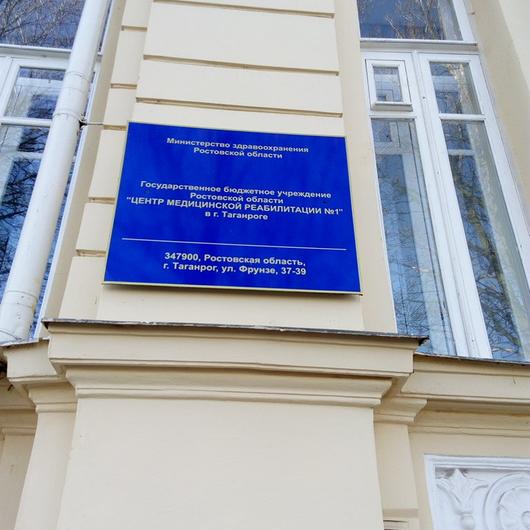 Министерство здравоохранения
Ростовской области
Государственное бюджетное учреждение
Ростовской области
"ЦЕНТР МЕДИЦИНСКОЙ РЕАБИЛИТАЦИИ №1"
в г. Таганроге
347900, Ростовская область,
г. Таганрог, ул. Фрунзе, 37-39